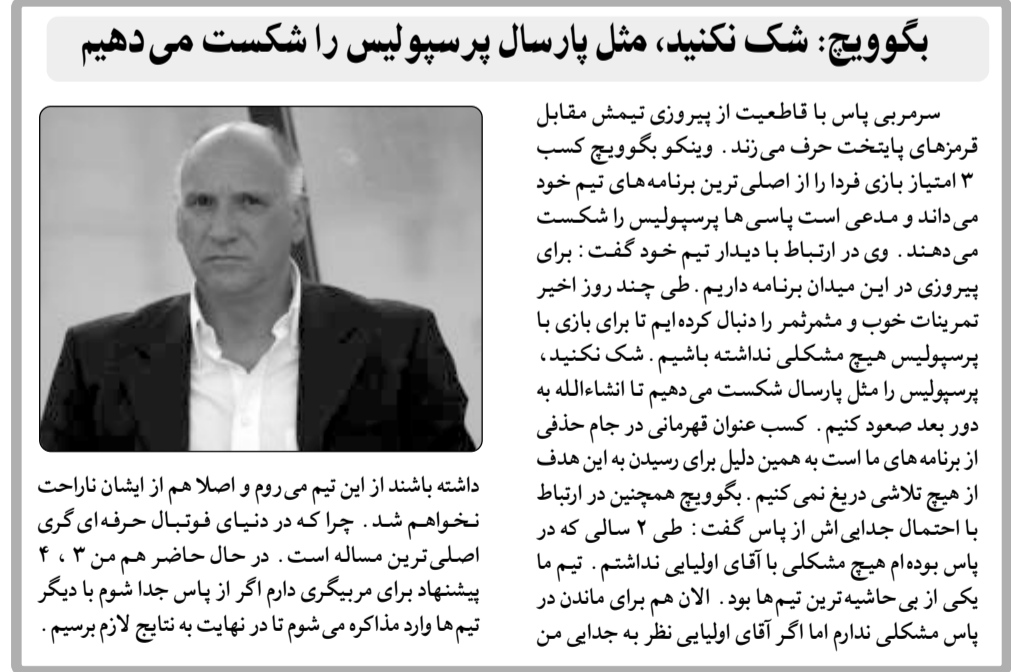 بگوویچ: شک نکنید، مثل پارسال پرسپولیس را شکست می‌دهیم
سرمربی پاس با قاطعیت از پیروزی تیمش مقابل
قرمزهای پایتخت حرف می‌زند. وینکو بگوویچ کسب
۳ امتیاز بازی فردا را از اصلی‌ترین برنامه‌های تیم خود
می‌داند و مدعی است پاسی‌ها پرسپولیس را شکست
می‌دهند. وی در ارتباط با دیدار تیم خود گفت: برای
پیروزی در این میدان برنامه داریم. طی چند روز اخیر
تمرینات خوب و مثمرثمر را دنبال کرده‌ایم تا برای بازی با
پرسپولیس هیچ مشکلی نداشته باشیم. شک نکنید،
پرسپولیس را مثل پارسال شکست می‌دهیم تا انشاءالله به
دور بعد صعود کنیم. کسب عنوان قهرمانی در جام حذفی
از برنامه‌های ما است به همین دلیل برای رسیدن به این هدف
از هیچ تلاشی دریغ نمی‌کنیم. بگوویچ همچنین در ارتباط
با احتمال جدایی‌اش از پاس گفت: طی ۲ سالی که در
پاس بوده‌ام هیچ مشکلی با آقای اولیایی نداشتم. تیم ما
یکی از بی‌حاشیه‌ترین تیم‌ها بود. الان هم برای ماندن در
پاس مشکلی ندارم اما اگر آقای اولیایی نظر به جدایی من
داشته باشند از این تیم می‌روم و اصلا هم از ایشان ناراحت
نخواهم شد. چرا که در دنیای فوتبال حرفه‌ای‌گری
اصلی‌ترین مساله است. در حال حاضر هم من ۳ ، ۴
پیشنهاد برای مربیگری دارم اگر از پاس جدا شوم با دیگر
تیم‌ها وارد مذاکره می‌شوم تا در نهایت به نتایج لازم برسیم.